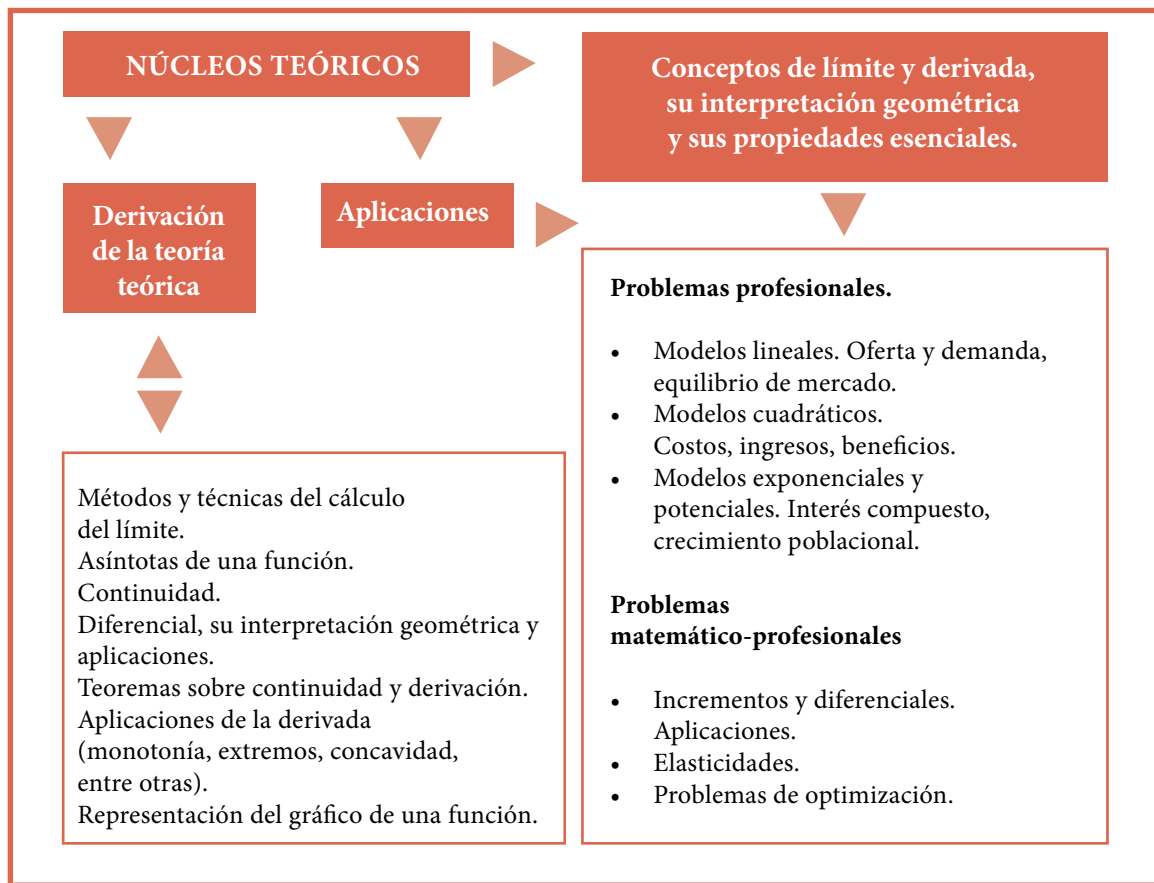 NÚCLEOS TEÓRICOS
Conceptos de límite y derivada,
su interpretación geométrica
y sus propiedades esenciales.
Derivación
de la teoría
teórica
Aplicaciones
Métodos y técnicas del cálculo
del límite.
Asíntotas de una función.
Continuidad.
Diferencial, su interpretación geométrica y
aplicaciones.
Teoremas sobre continuidad y derivación.
Aplicaciones de la derivada
(monotonía, extremos, concavidad,
entre otras).
Representación del gráfico de una función.
Problemas profesionales.
• Modelos lineales. Oferta y demanda,
equilibrio de mercado.
• Modelos cuadráticos.
Costos, ingresos, beneficios.
• Modelos exponenciales y
potenciales. Interés compuesto,
crecimiento poblacional.
Problemas
matemático-profesionales
• Incrementos y diferenciales.
Aplicaciones.
• Elasticidades.
• Problemas de optimización.